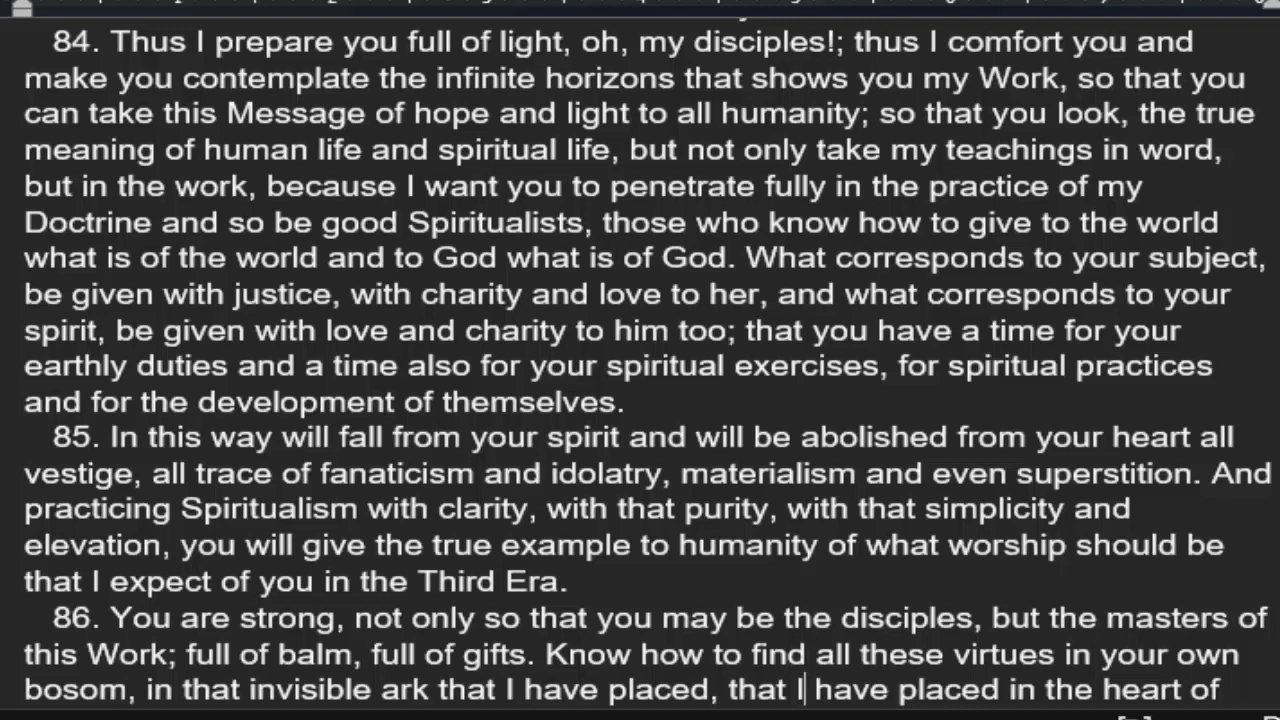 84. Thus I prepare you full of light, oh, my disciples!; thus I comfort you and
make you contemplate the infinite horizons that shows you my Work, so that you
can take this Message of hope and light to all humanity; so that you look, the true
meaning of human life and spiritual life, but not only take my teachings in word,
but in the work, because I want you to penetrate fully in the practice of my
Doctrine and so be good Spiritualists, those who know how to give to the world
what is of the world and to God what is of God. What corresponds to your subject,
be given with justice, with charity and love to her, and what corresponds to your
spirit, be given with love and charity to him too; that you have a time for your
earthly duties and a time also for your spiritual exercises, for spiritual practices
and for the development of themselves.
85. In this way will fall from your spirit and will be abolished from your heart all
vestige, all trace of fanaticism and idolatry, materialism and even superstition. And
practicing Spiritualism with clarity, with that purity, with that simplicity and
elevation, you will give the true example to humanity of what worship should be
that I expect of you in the Third Era.
86. You are strong, not only so that you may be the disciples, but the masters of
this Work; full of balm, full of gifts. Know how to find all these virtues in your own
bosom, in that invisible ark that I have placed, that I have placed in the heart of